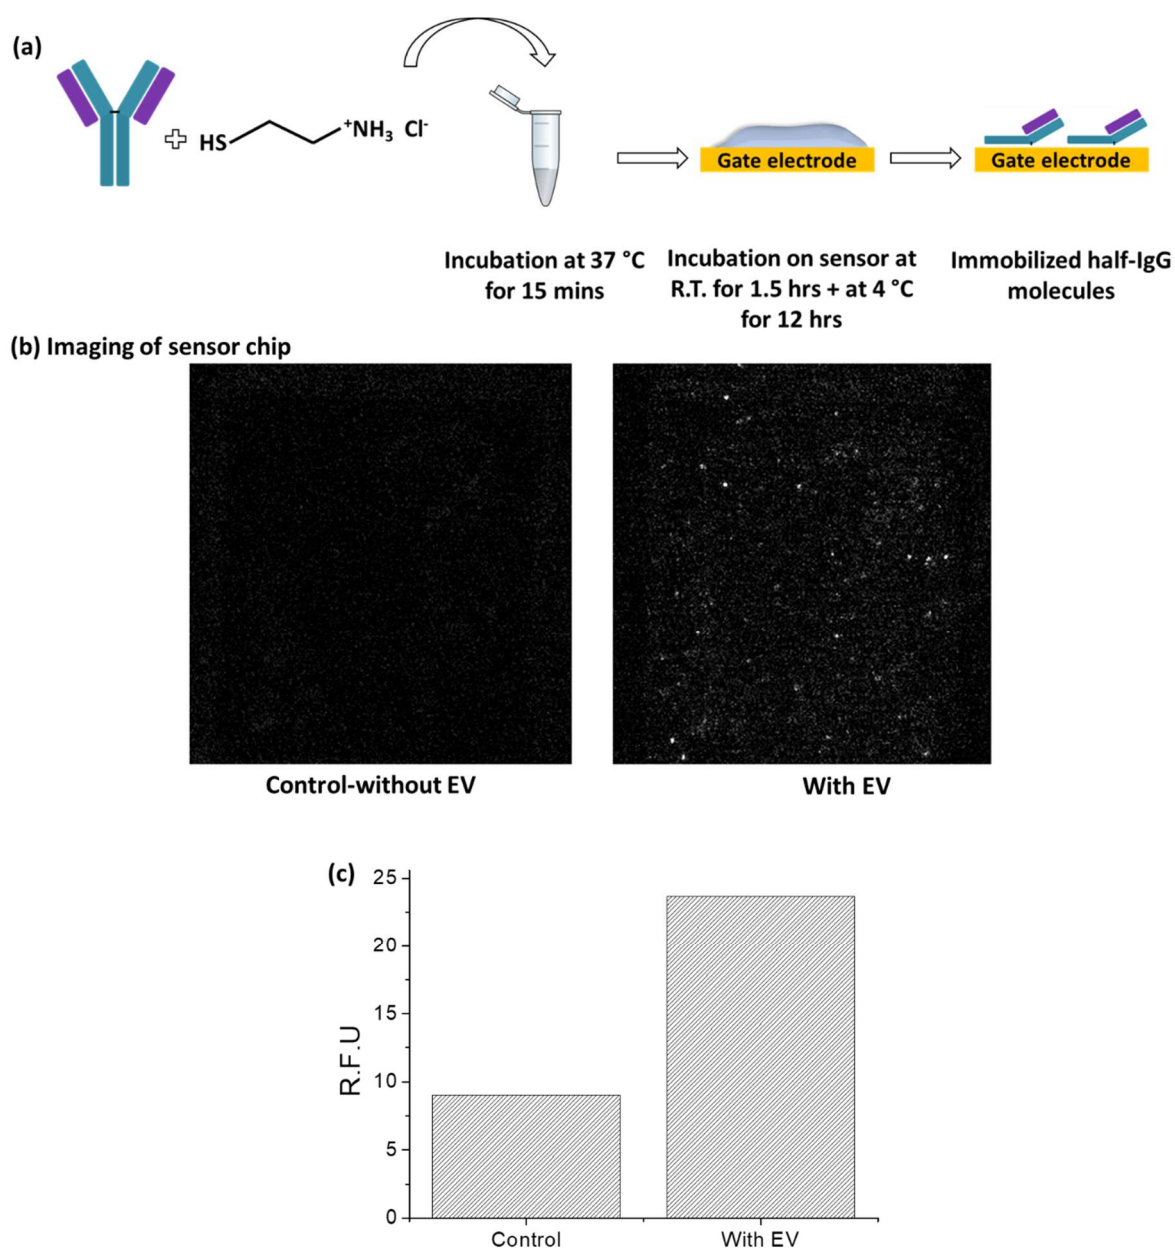 (a)
HS
+NH3 Cl-
Gate electrode
Gate electrode
Incubation at 37 °C
for 15 mins
Incubation on sensor at
R.T. for 1.5 hrs + at 4 °C
for 12 hrs
Immobilized half-IgG
molecules
(b) Imaging of sensor chip
Control-without EV
With EV
(c)
25
20
15
10
5
0
R.F.U
Control
With EV